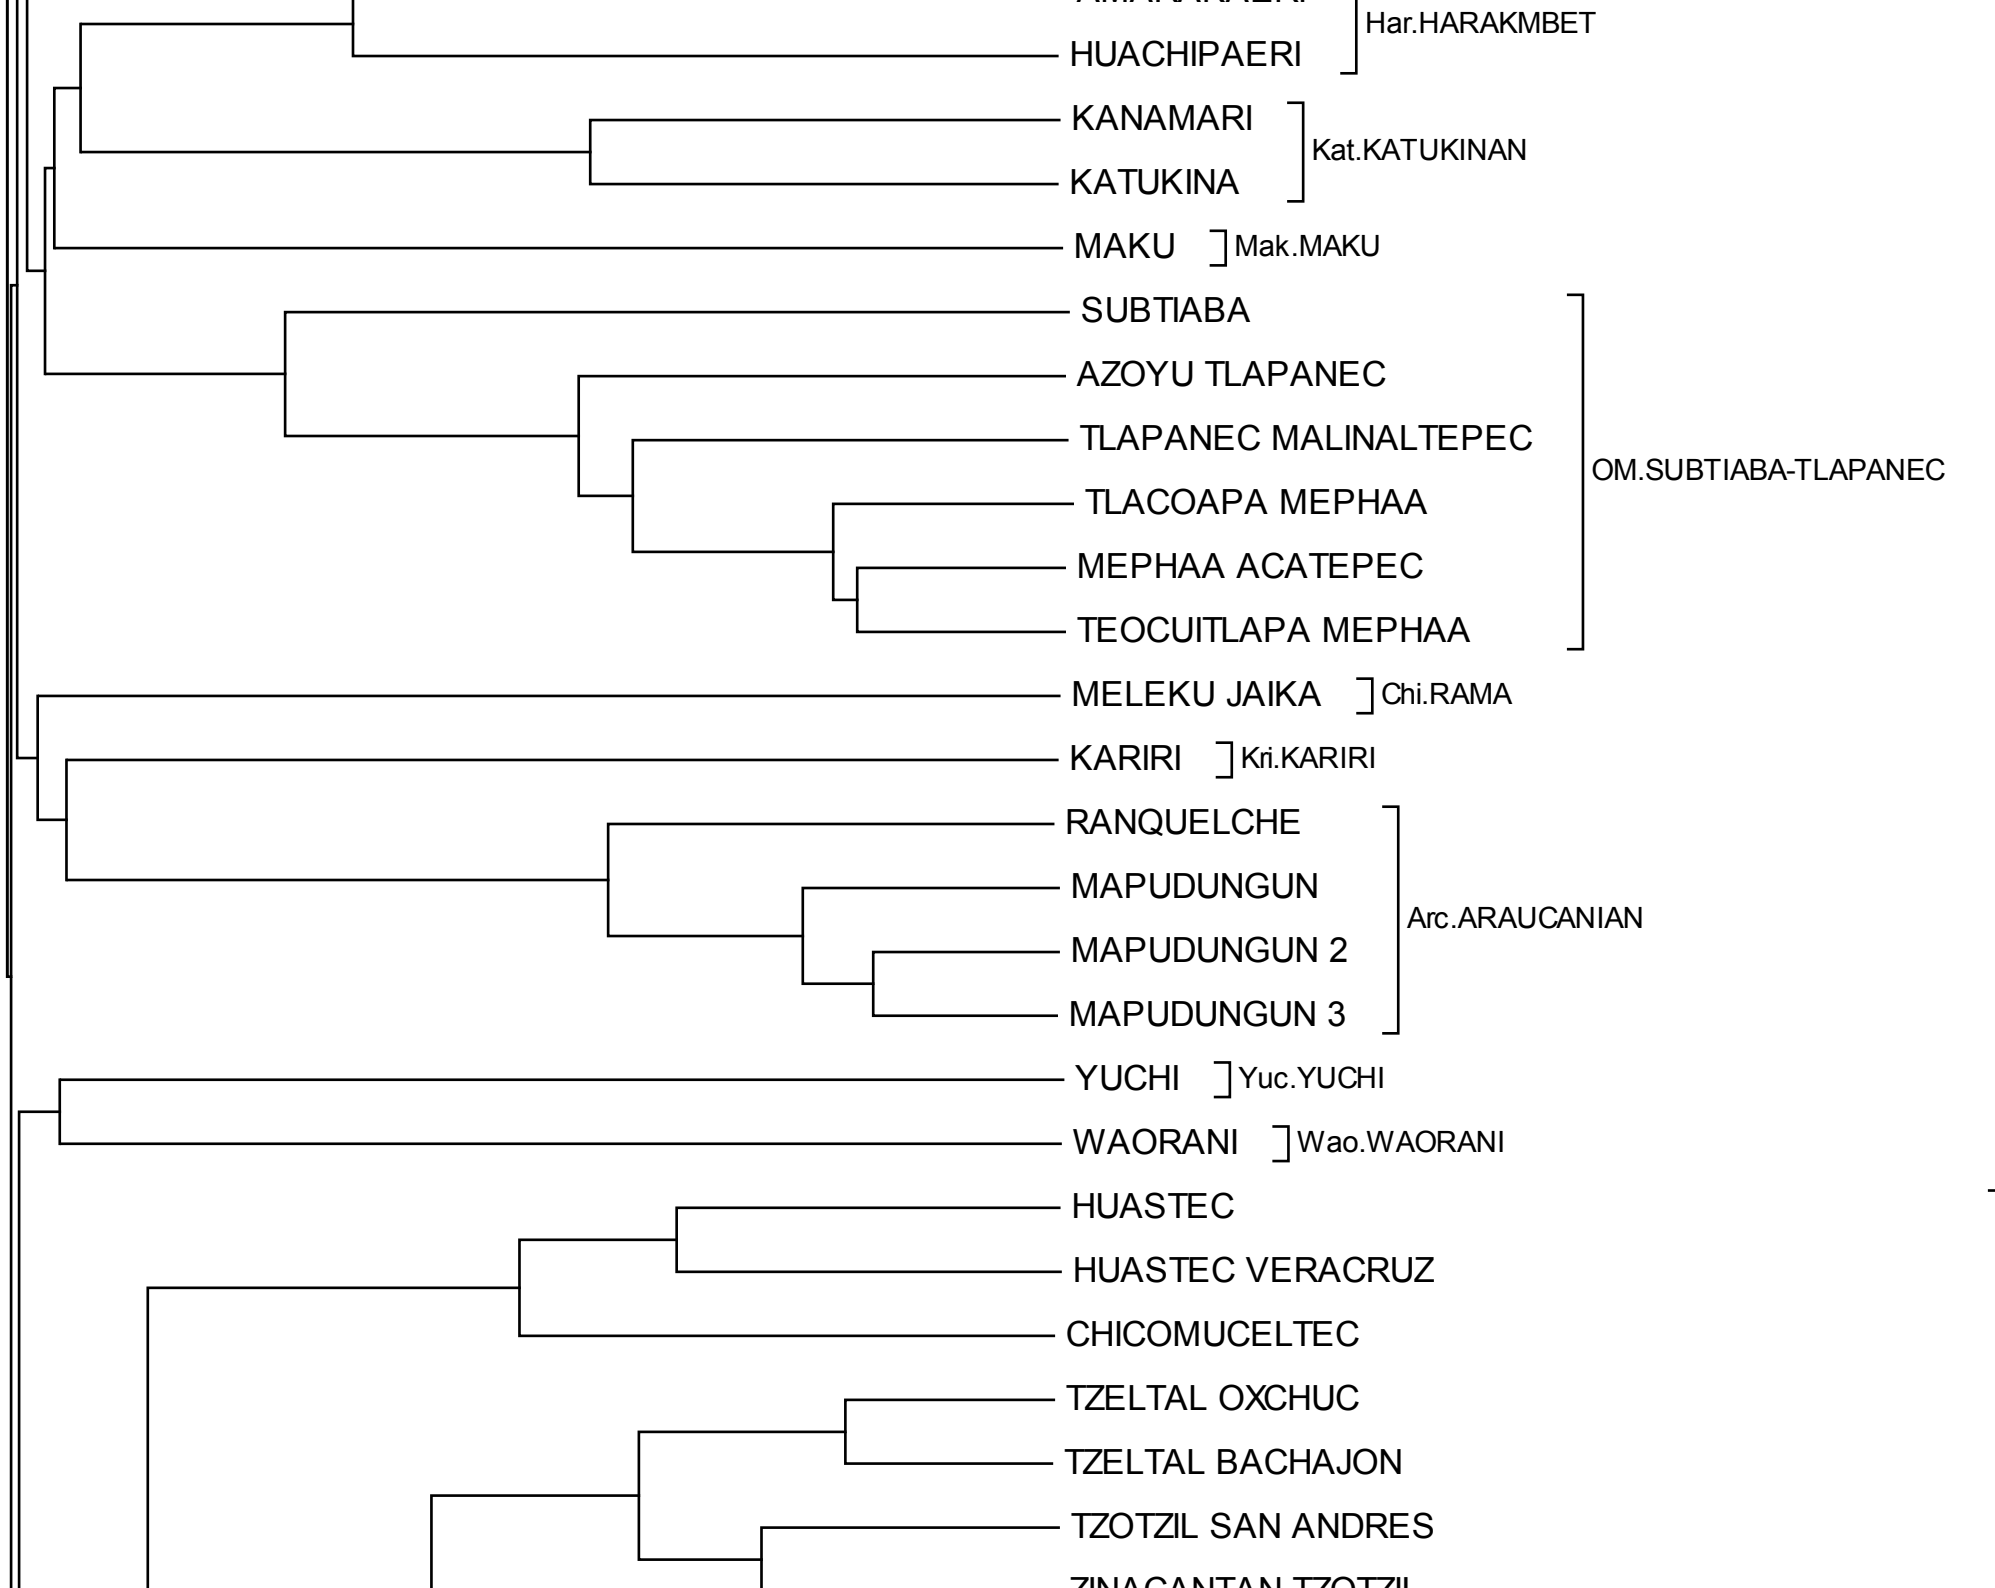 Har.HARAKMBET
HUACHIPAERI
KANAMARI
Kat.KATUKINAN
KATUKINA
MAKU Mak.MAKU
SUBTIABA
AZOYU TLAPANEC
TLAPANEC MALINALTEPEC
OM.SUBTIABA-TLAPANEC
TLACOAPA MEPHAA
MEPHAA ACATEPEC
TEOCUITLAPA MEPHAA
MELEKU JAIKA Chi.RAMA
KARIRI Kri.KARIRI
RANQUELCHE
MAPUDUNGUN
Arc.ARAUCANIAN
MAPUDUNGUN 2
MAPUDUNGUN 3
YUCHI Yuc.YUCHI
WAORANI Wao.WAORANI
HUASTEC
HUASTEC VERACRUZ
CHICOMUCELTEC
TZELTAL OXCHUC
TZELTAL BACHAJON
TZOTZIL SAN ANDRES
ZINACANTAN TZOTZIL